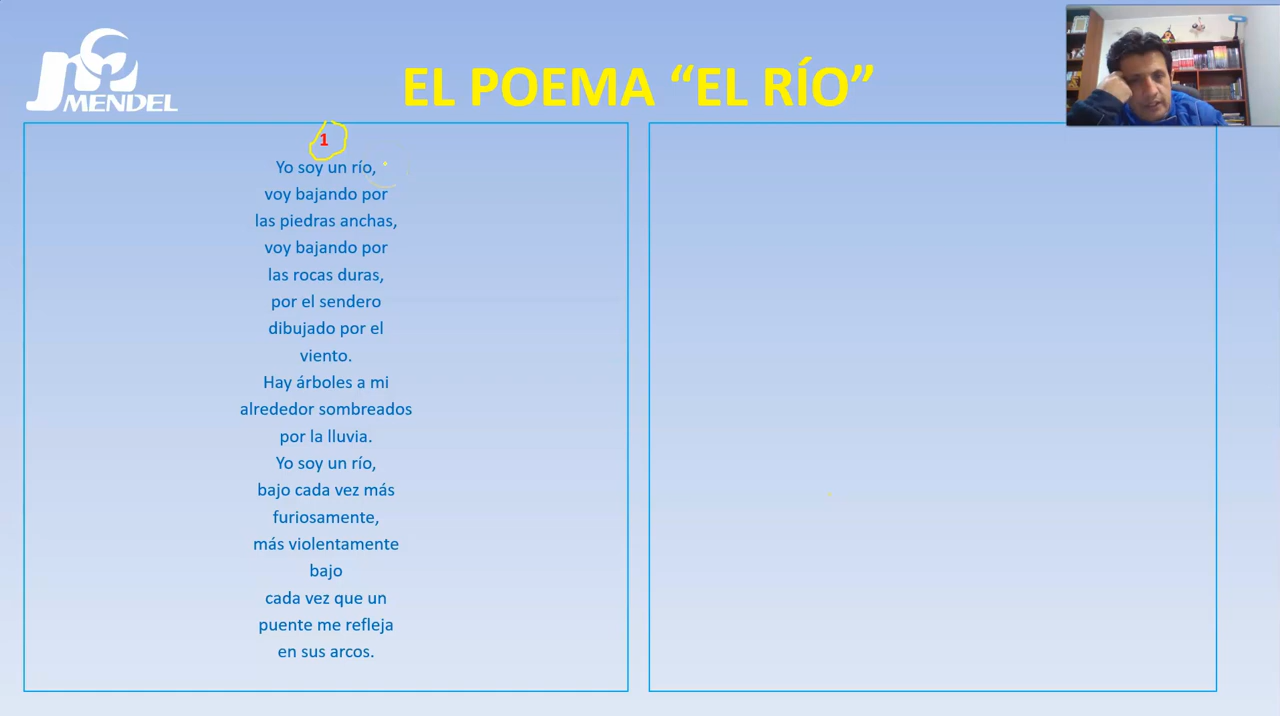 MENDEL
EL POEMA “EL RÍO”
1
Yo soy un río,
voy bajando por
las piedras anchas,
voy bajando por
las rocas duras,
por el sendero
dibujado por el
viento.
Hay árboles a mi
alrededor sombreados
por la lluvia.
Yo soy un río,
bajo cada vez más
furiosamente,
más violentamente
bajo
cada vez que un
puente me refleja
en sus arcos.